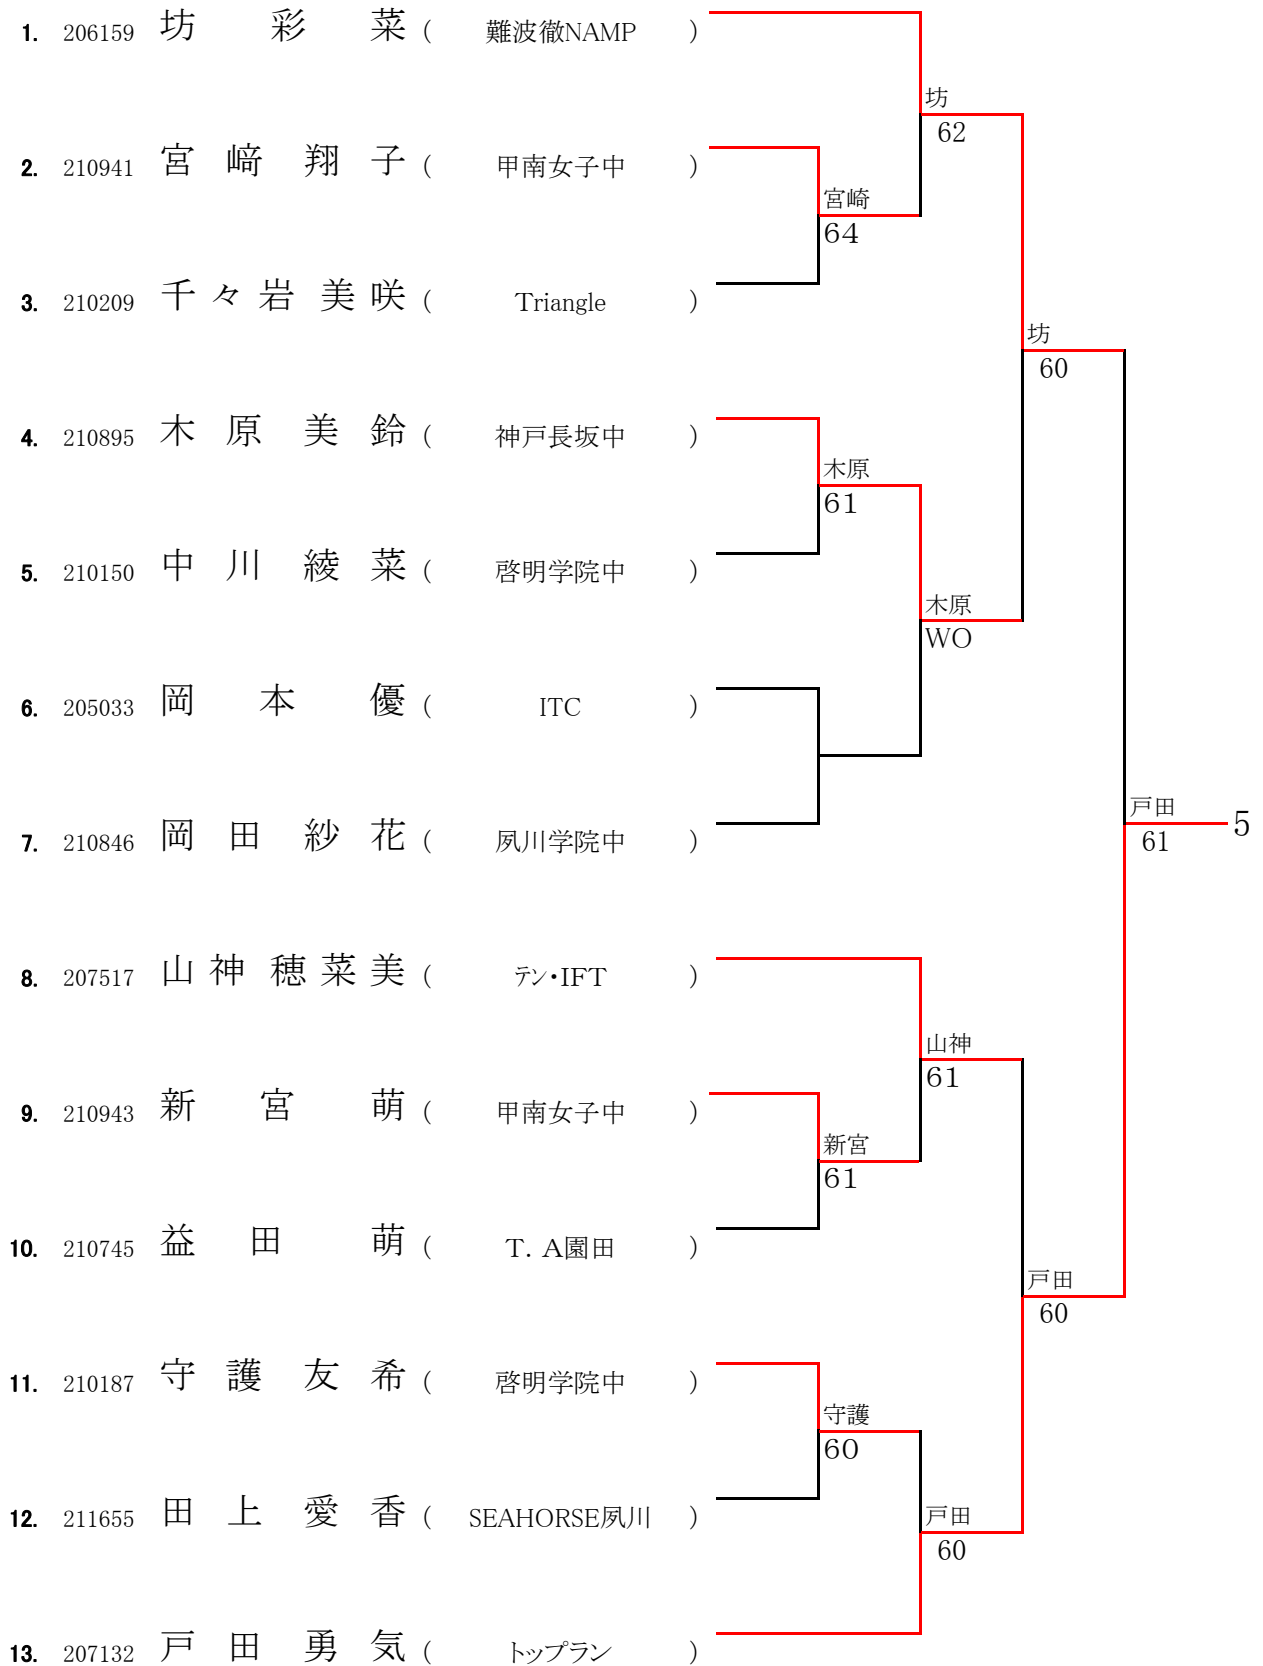 1. 206159 坊 彩 菜 ( 難波徹NAMP )
坊
62
2. 210941 宮 﨑 翔 子 ( 甲南女子中 )
宮崎
64
3. 210209 千 々 岩 美 咲 ( Triangle )
坊
60
4. 210895 木 原 美 鈴 ( 神戸長坂中 )
木原
61
5. 210150 中 川 綾 菜 ( 啓明学院中 )
木原
WO
6. 205033 岡 本 優 ( ITC )
7. 210846 岡 田 紗 花 ( 夙川学院中 )
戸田
61
5
8. 207517 山 神 穂 菜 美 ( テン・IFT )
山神
61
9. 210943 新 宮 萌 ( 甲南女子中 )
新宮
61
10. 210745 益 田 萌 ( T. A園田 )
戸田
60
11. 210187 守 護 友 希 ( 啓明学院中 )
守護
60
12. 211655 田 上 愛 香 ( SEAHORSE夙川 )
戸田
60
13. 207132 戸 田 勇 気 ( トップラン )